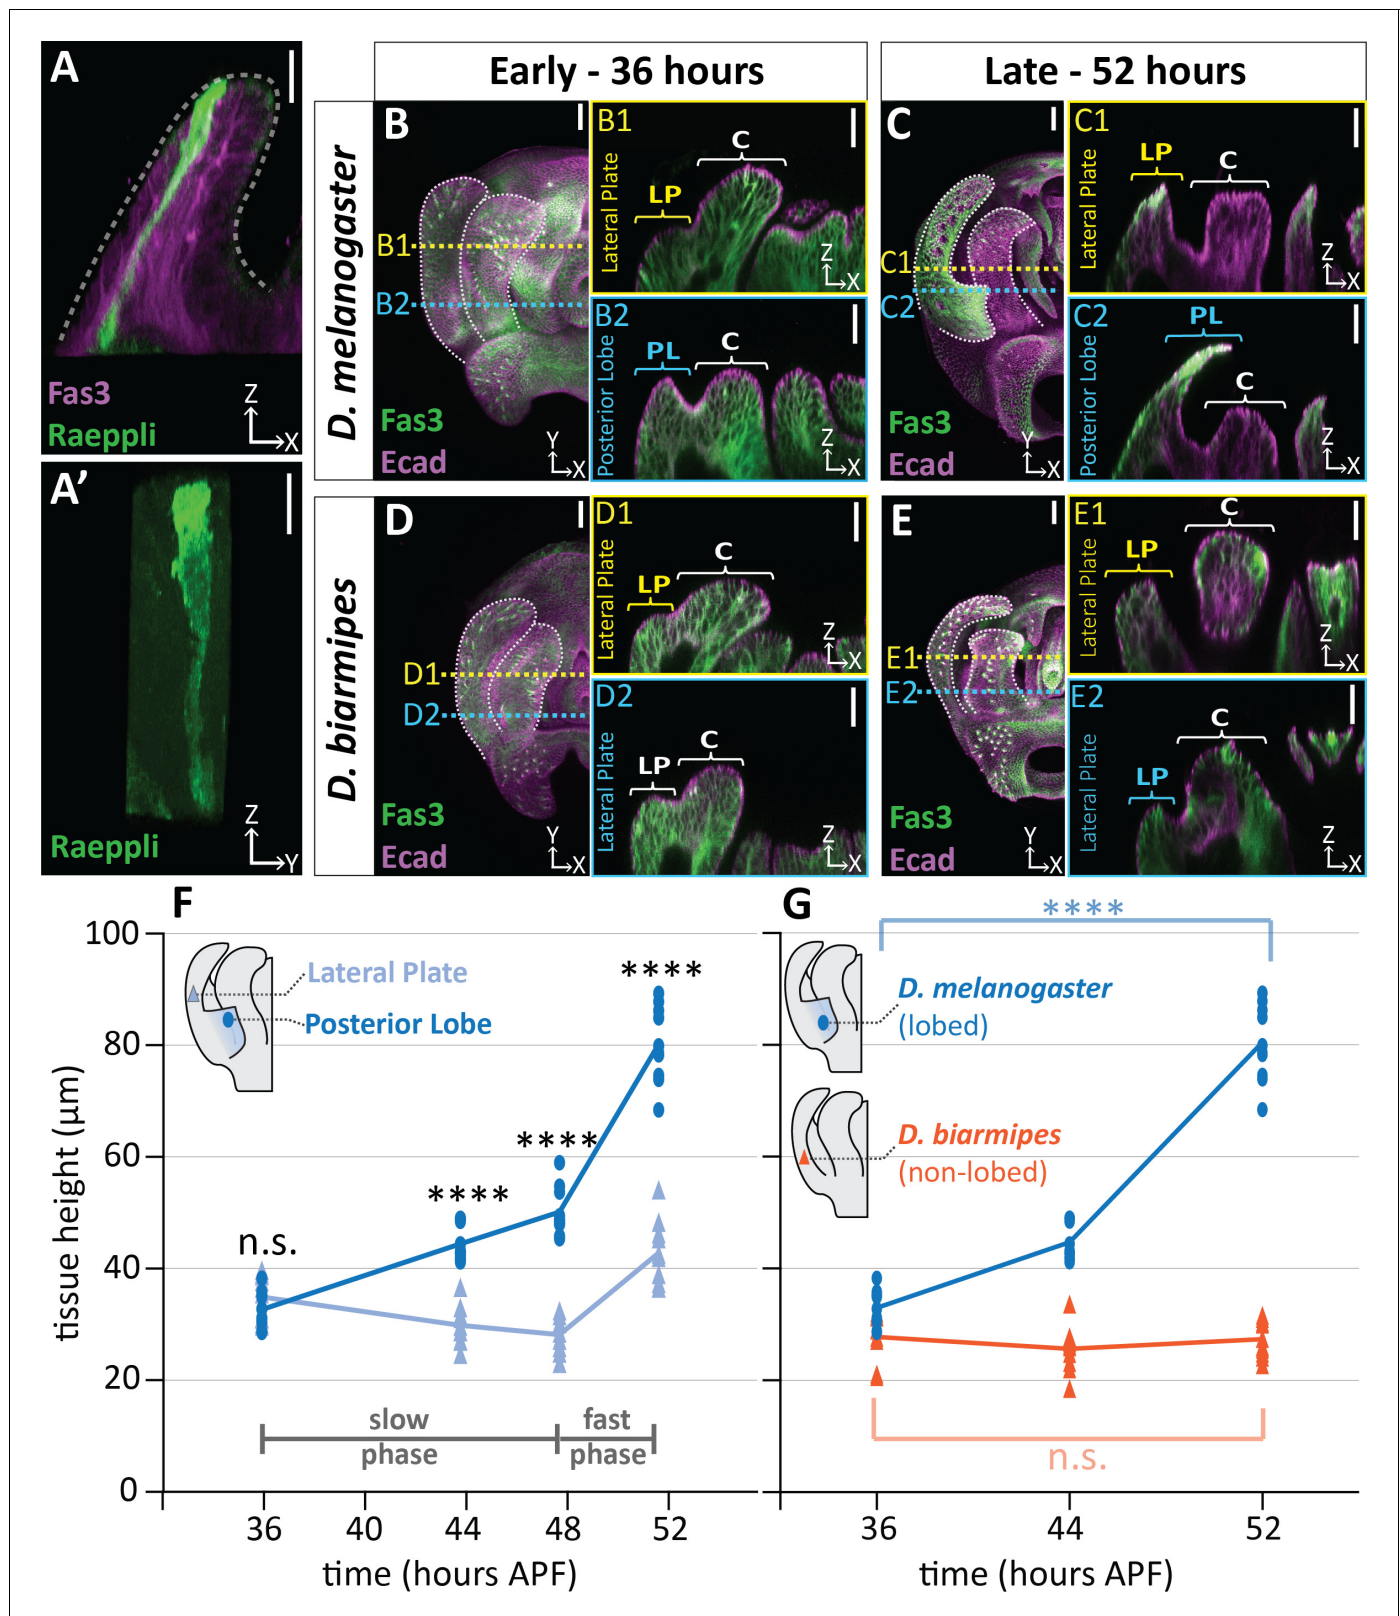 A
Fas3
Raeppli
Z
X
A′
Raeppli
Z
Y
Early - 36 hours
Late - 52 hours
D. melanogaster
B
B1
B2
Fas3
Ecad
Y
X
B1
Lateral Plate
LP
C
Z
X
B2
Posterior Lobe
PL
C
Z
X
C
C1
C2
Fas3
Ecad
Y
X
C1
Lateral Plate
LP
C
Z
X
C2
Posterior Lobe
PL
C
Z
X
D. biarmipes
D
D1
D2
Fas3
Ecad
Y
X
D1
Lateral Plate
LP
C
Z
X
D2
Lateral Plate
LP
C
Z
X
E
E1
E2
Fas3
Ecad
Y
X
E1
Lateral Plate
LP
C
Z
X
E2
Lateral Plate
LP
C
Z
X
F
tissue height (μm)
100
80
60
40
20
0
Lateral Plate
Posterior Lobe
n.s.
****
****
****
slow
phase
fast
phase
36 40 44 48 52
time (hours APF)
G
****
D. melanogaster
(lobed)
D. biarmipes
(non-lobed)
n.s.
36 44 52
time (hours APF)